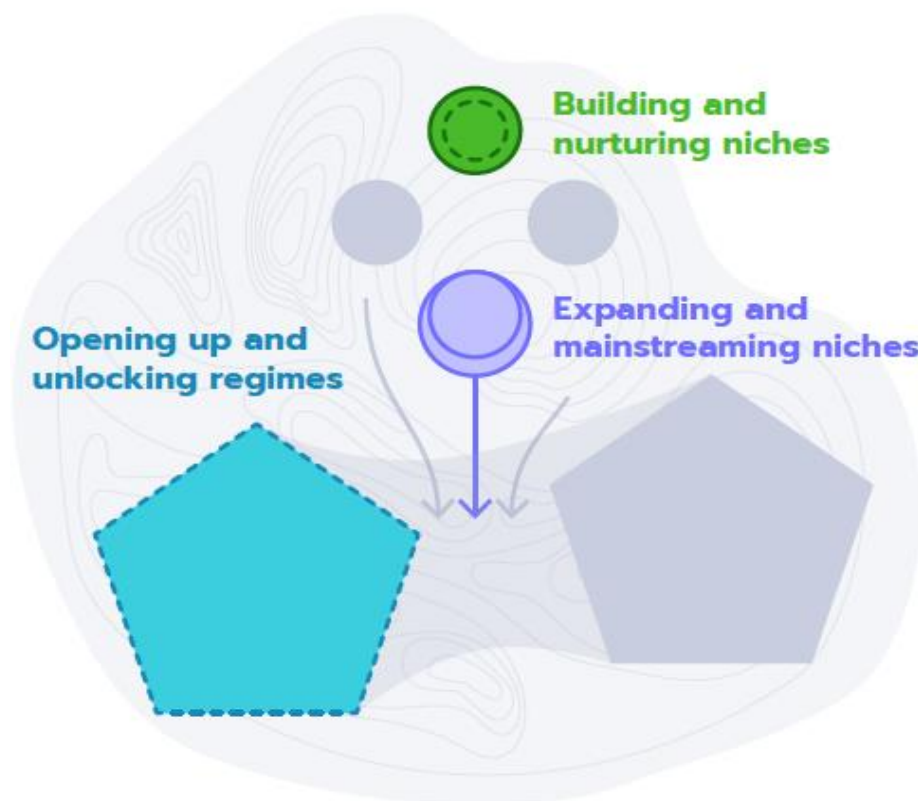 Building and
nurturing niches
Expanding and
mainstreaming niches
Opening up and
unlocking regimes